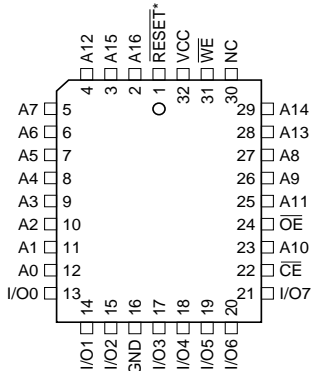 A12 A15 A16 RESET* VCC WE NC
4 3 2 1 32 31 30
A7 5 29 A14
A6 6 28 A13
A5 7 27 A8
A4 8 26 A9
A3 9 25 A11
A2 10 24 OE
A1 11 23 A10
A0 12 22 CE
I/O0 13 21 I/O7
14 15 16 17 18 19 20
I/O1 I/O2 GND I/O3 I/O4 I/O5 I/O6